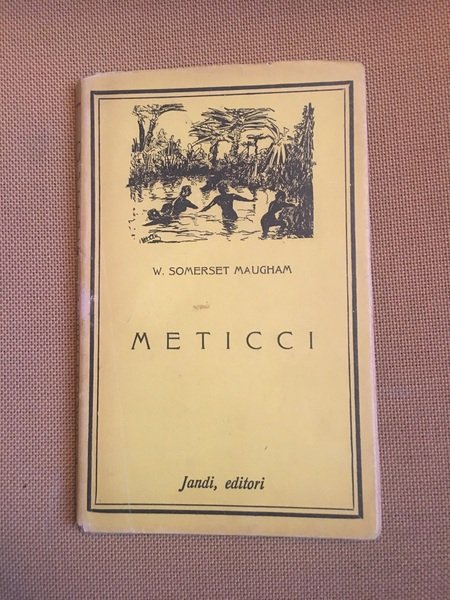 W. SOMERSET MAUGHAM
METICCI
Jandi, editori